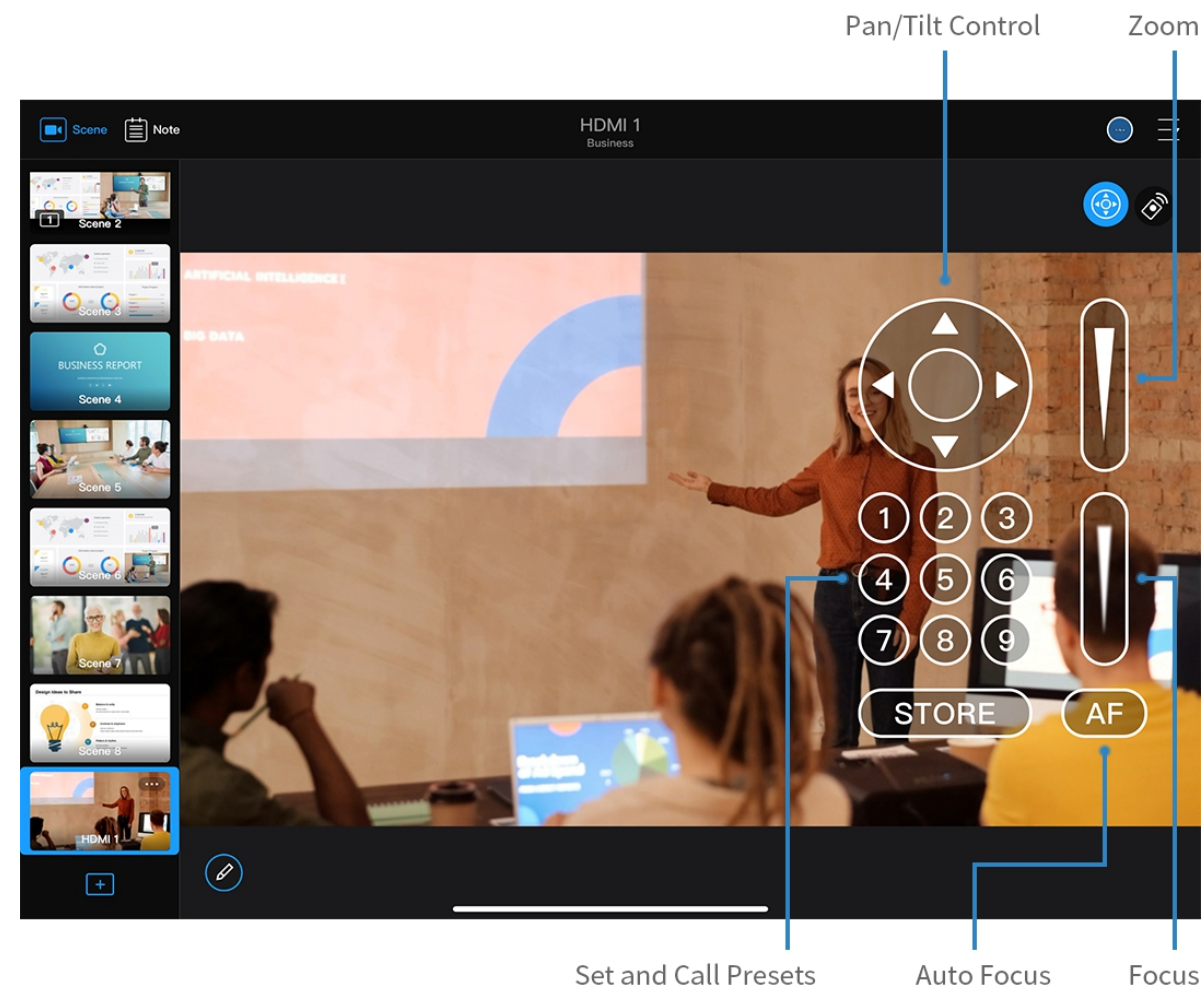 Pan/Tilt Control
Zoom
Scene
Note
HDMI 1
Business
1
Scene 2
Scene 3
BUSINESS REPORT
Scene 4
Scene 5
Scene 6
Scene 7
Design Ideas to Share
Scene 8
HDMI 1
ARTIFICIAL INTELLIGENCE
BIG DATA
1 2 3
4 5 6
7 8 9
STORE
AF
Set and Call Presets
Auto Focus
Focus